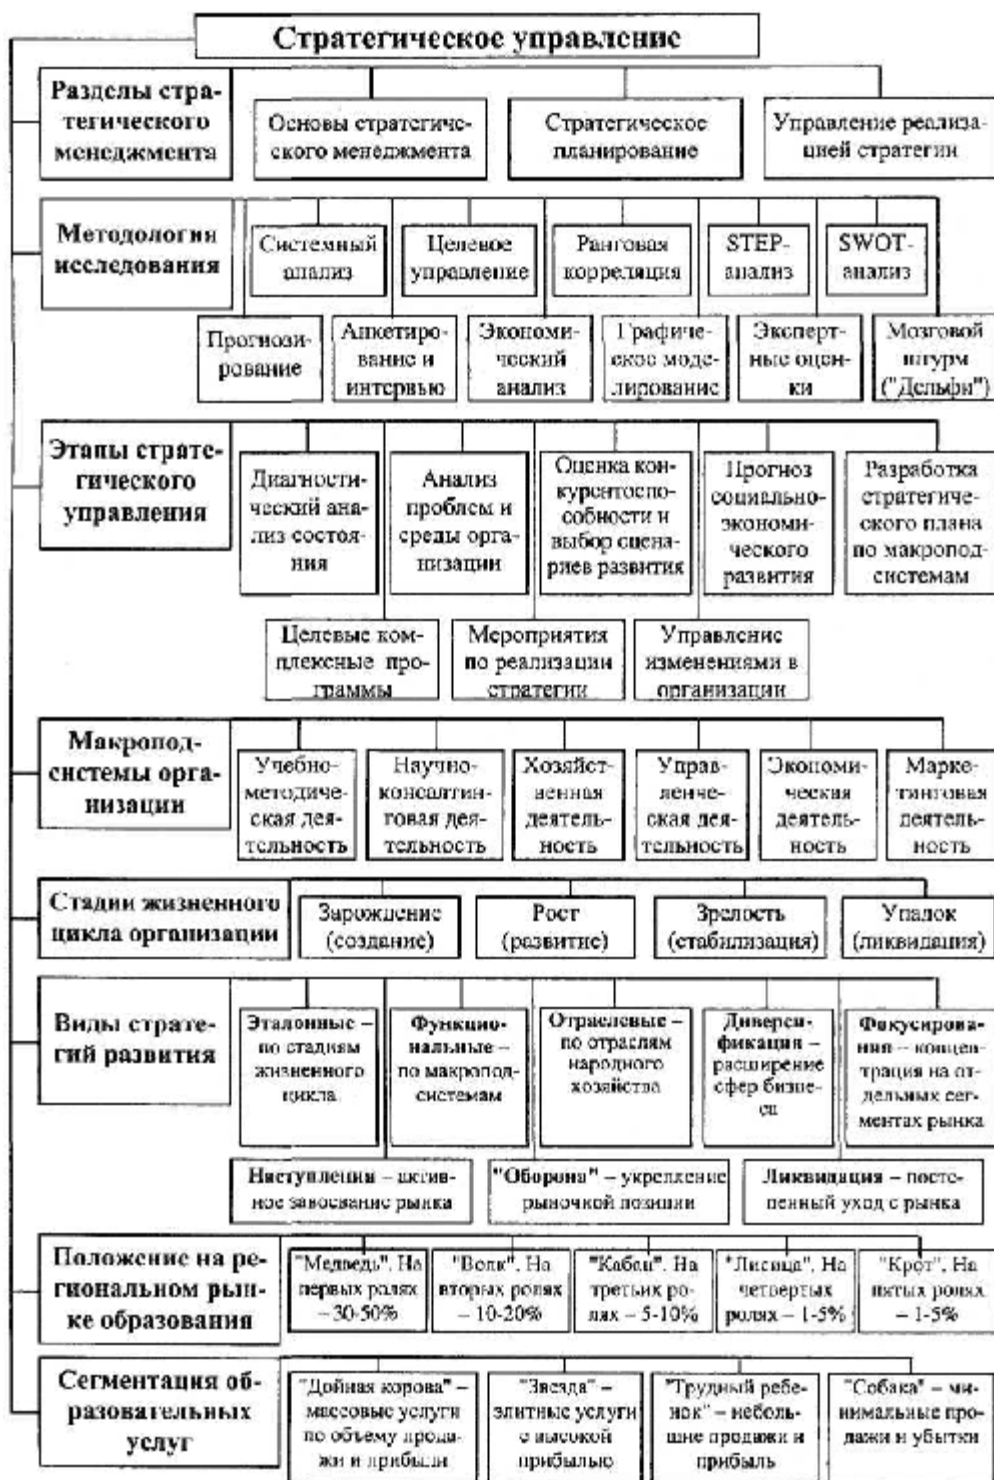 Стратегическое управление
Разделы стра-
тегического
менеджмента
Основы стратегиче-
ского менеджмента
Стратегическое
планирование
Управление реализа-
цией стратегии
Методология
исследования
Системный
анализ
Целевое
управление
Ранговая
корреляция
STEP-
анализ
SWOT-
анализ
Прогнози-
рование
Анкетиро-
вание и
интервью
Экономи-
ческий
анализ
Графиче-
ское моде-
лирование
Эксперт-
ные оцен-
ки
Мозговой
штурм
("Дельфи")
Этапы страте-
гического
управления
Диагности-
ческий ана-
лиз состоя-
ния
Анализ
проблем и
среды орга-
низации
Оценка кон-
курентоспо-
собности и
выбор сцена-
риев развития
Прогноз
социально-
экономи-
ческого
развития
Разработка
стратегиче-
ского плана
по макропод-
системам
Целевые ком-
плексные про-
граммы
Мероприятия
по реализации
стратегии
Управление
изменениями в
организации
Макропод-
системы орга-
низации
Учебно-
методиче-
ская дея-
тельность
Научно-
консалтин-
говая дея-
тельность
Хозяйст-
венная
деятель-
ность
Управ-
ленче-
ская дея-
тельность
Экономи-
ческая
деятель-
ность
Марке-
тинговая
деятель-
ность
Стадии жизненного
цикла организации
Зарождение
(создание)
Рост
(развитие)
Зрелость
(стабилизация)
Упадок
(ликвидация)
Виды страте-
гий развития
Эталонные –
по стадиям
жизненного
цикла
Функцио-
нальные –
по макропод-
системам
Отраслевые –
по отраслям
народного
хозяйства
Диверси-
фикация –
расширение
сфер бизне-
са
Фокусирова-
ния – концен-
трация на от-
дельных сег-
ментах рынка
Наступления – актив-
ное завоевание рынка
"Оборона" – укрепление
рыночной позиции
Ликвидация – посте-
пенный уход с рынка
Положение на ре-
гиональном рын-
ке образования
"Медведь". На
первых ролях
– 30-50%
"Волк". На
вторых ролях
– 10-20%
"Кабан". На
третьих ро-
лях – 5-10%
"Лисица". На
четвертых
ролях – 1-5%
"Крот". На
пятых ролях
– 1-5%
Сегментация об-
разовательных
услуг
"Дойная корова" –
массовые услуги
по объему прода-
жи и прибыли
"Звезда" –
элитные услуги
с высокой
прибылью
"Трудный ребе-
нок" – неболь-
шие продажи и
прибыль
"Собака" – ми-
нимальные про-
дажи и убытки